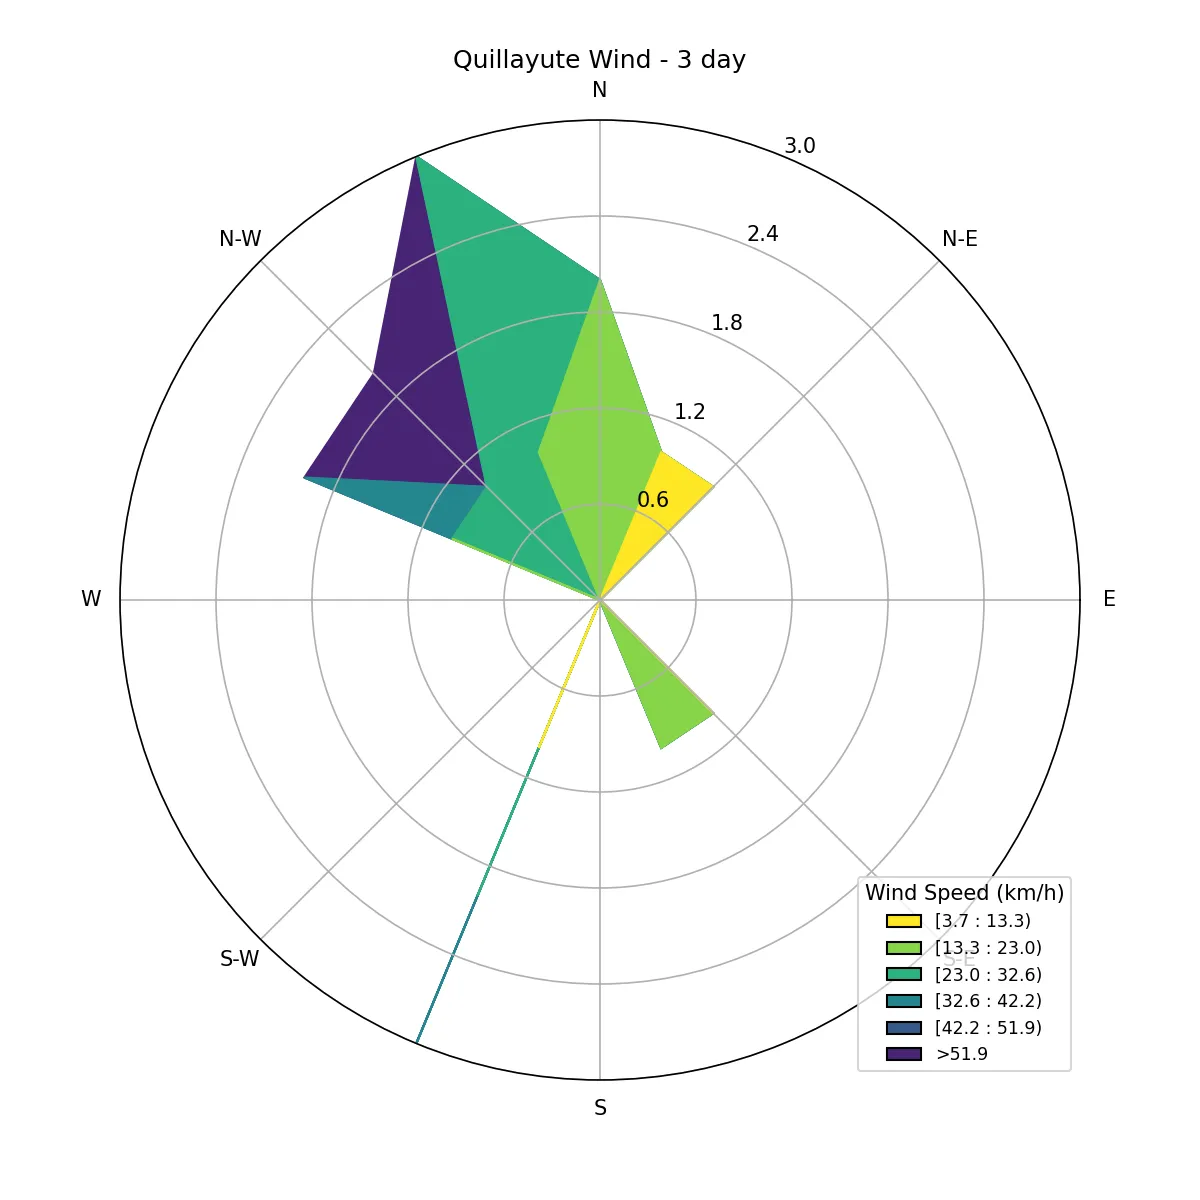 Quillayute Wind - 3 day
N
3.0
N-W
2.4
N-E
1.8
1.2
0.6
W
E
S-W
S-E
S
Wind Speed (km/h)
[3.7 : 13.3)
[13.3 : 23.0)
[23.0 : 32.6)
[32.6 : 42.2)
[42.2 : 51.9)
>51.9